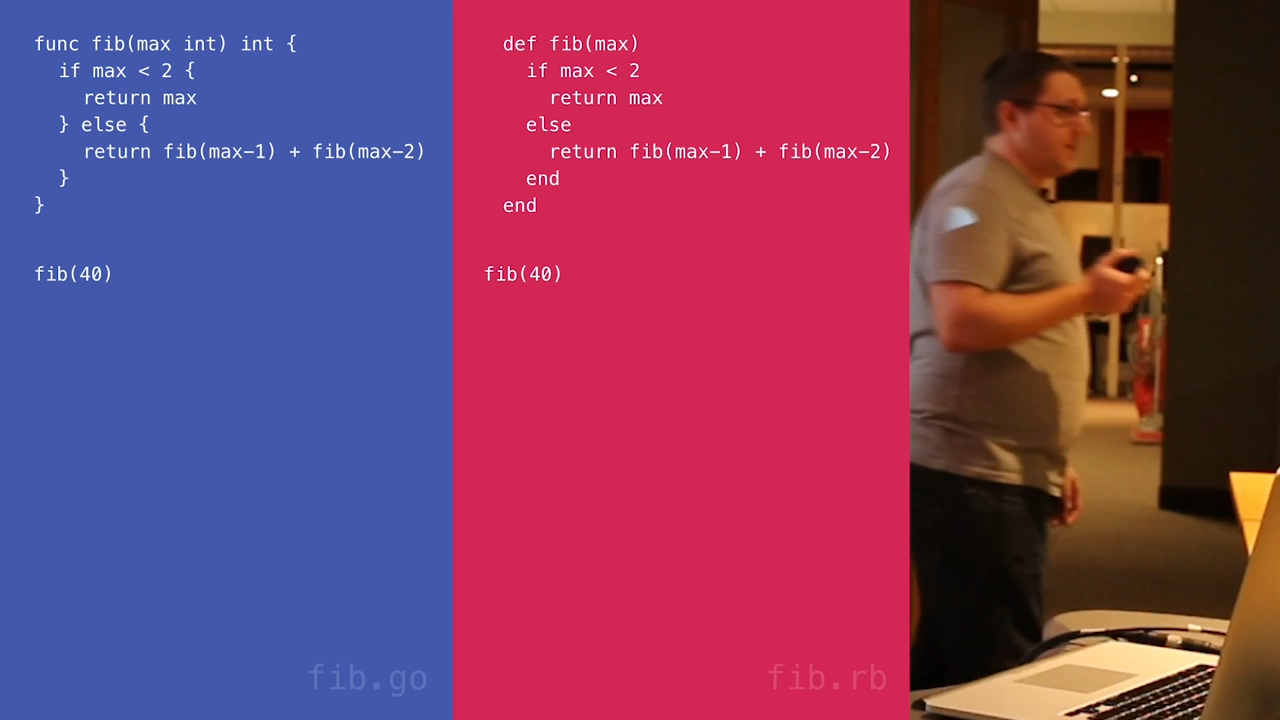 func fib(max int) int {
  if max < 2 {
    return max
  } else {
    return fib(max-1) + fib(max-2)
  }
}
fib(40)
fib.go
def fib(max)
  if max < 2
    return max
  else
    return fib(max-1) + fib(max-2)
  end
end
fib(40)
fib.rb